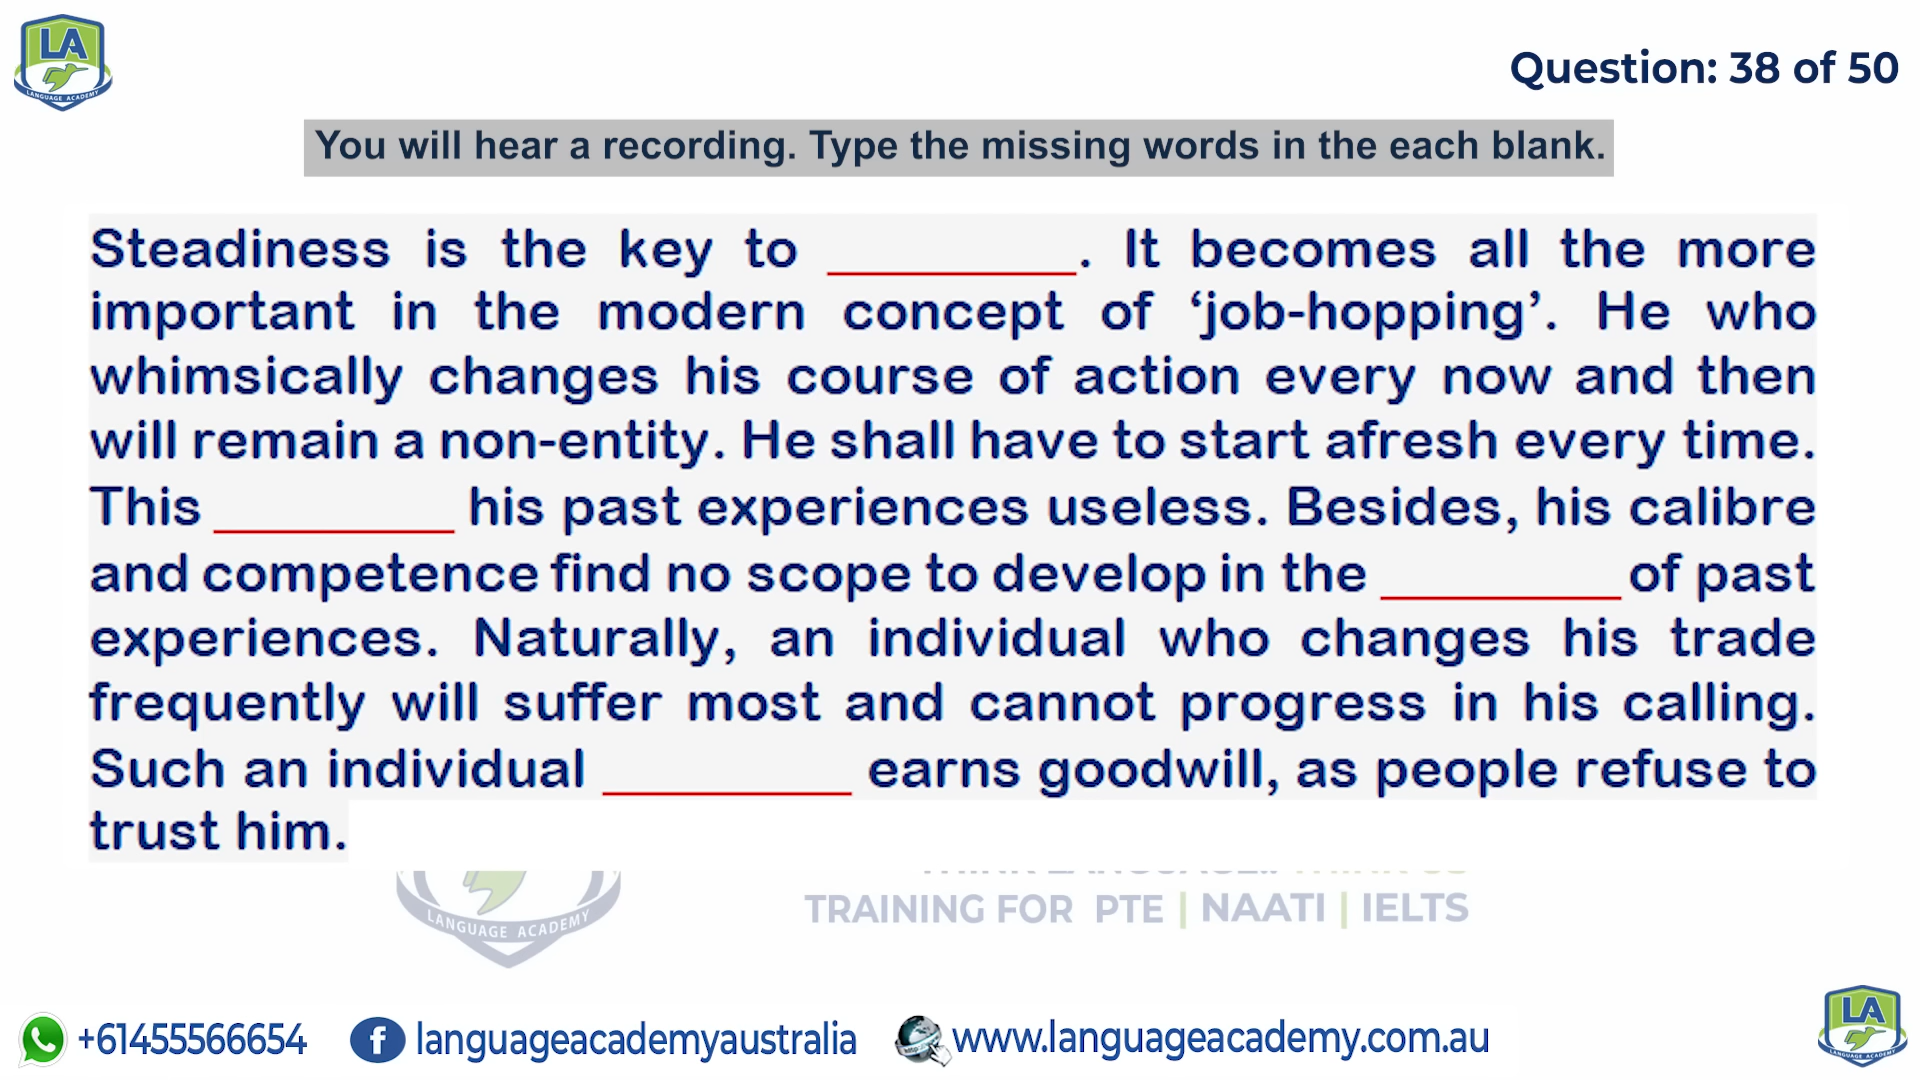 LA
LANGUAGE ACADEMY
Question: 38 of 50
You will hear a recording. Type the missing words in the each blank.
Steadiness is the key to __________. It becomes all the more
important in the modern concept of ‘job-hopping’. He who
whimsically changes his course of action every now and then
will remain a non-entity. He shall have to start afresh every time.
This __________ his past experiences useless. Besides, his calibre
and competence find no scope to develop in the __________ of past
experiences. Naturally, an individual who changes his trade
frequently will suffer most and cannot progress in his calling.
Such an individual __________ earns goodwill, as people refuse to
trust him.
LANGUAGE ACADEMY
TRAINING FOR PTE | NAATI | IELTS
+61455566654
f languageacademyaustralia
www.languageacademy.com.au
LA